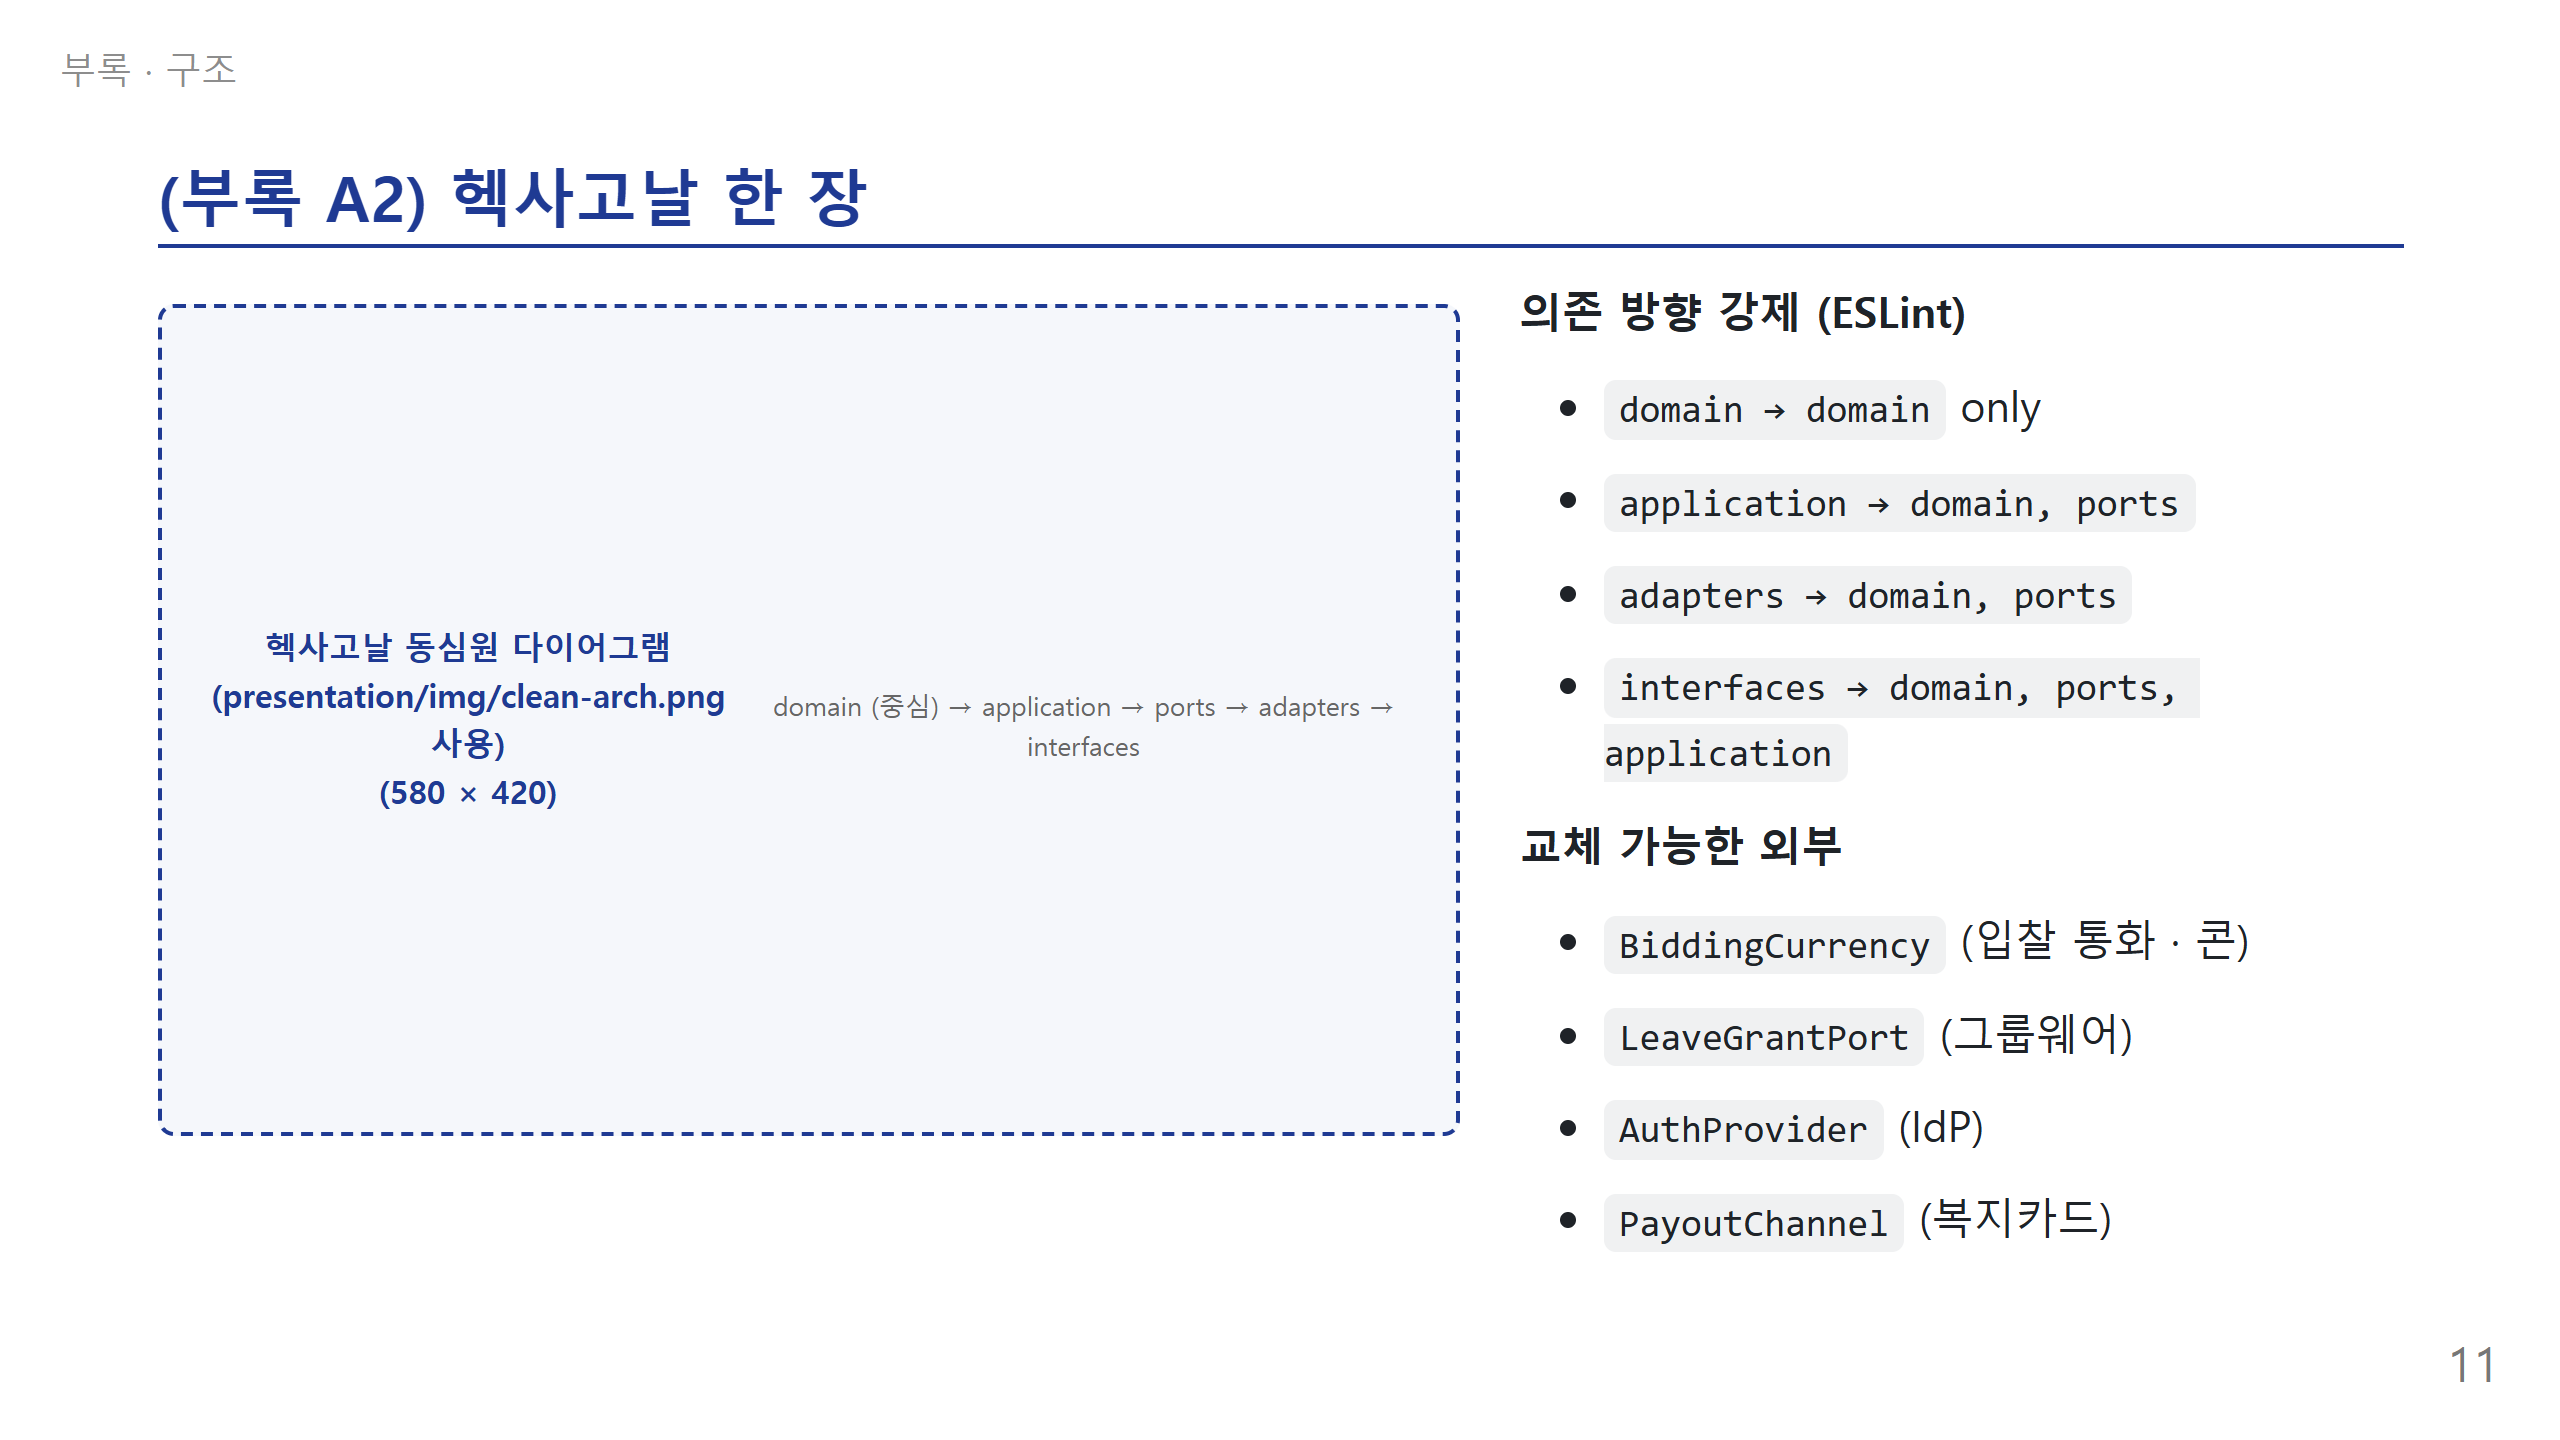 부록 · 구조
(부록 A2) 헥사고날 한 장
헥사고날 동심원 다이어그램
(presentation/img/clean-arch.png
사용)
(580 × 420)
domain (중심) → application → ports → adapters →
interfaces
의존 방향 강제 (ESLint)
domain → domain only
application → domain, ports
adapters → domain, ports
interfaces → domain, ports,
application
교체 가능한 외부
BiddingCurrency (입찰 통화 · 콘)
LeaveGrantPort (그룹웨어)
AuthProvider (IdP)
PayoutChannel (복지카드)
11